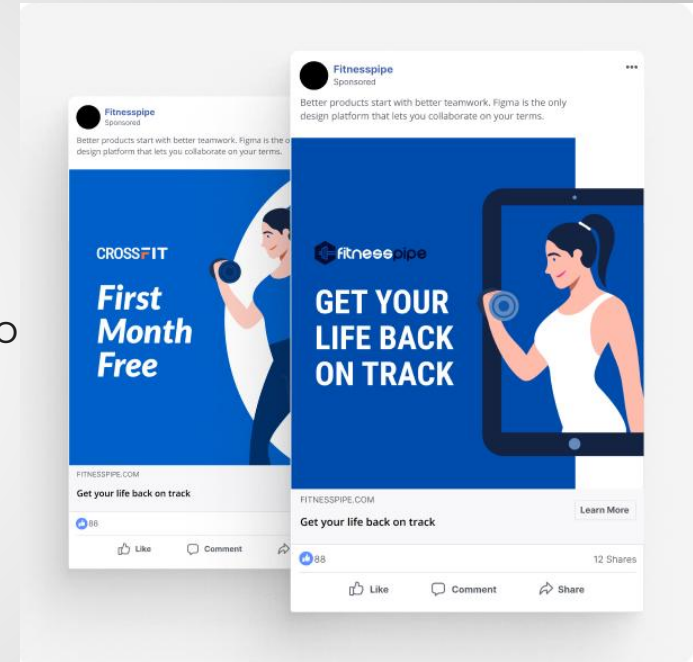 Fitnesspipe
Sponsored
Better products start with better teamwork. Figma is the o
design platform that lets you collaborate on your terms.
CROSSFIT
First
Month
Free
FITNESSPIPE.COM
Get your life back on track
86
Like Comment
Fitnesspipe
Sponsored
Better products start with better teamwork. Figma is the only
design platform that lets you collaborate on your terms.
fitnesspipe
GET YOUR
LIFE BACK
ON TRACK
FITNESSPIPE.COM
Get your life back on track
Learn More
88
12 Shares
Like Comment Share